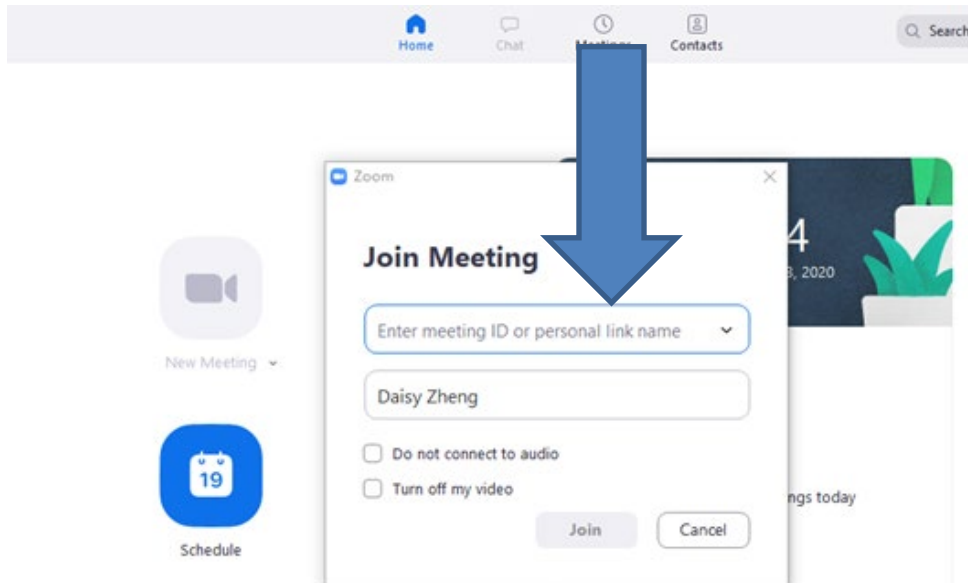 Home
Chat
Meetings
Contacts
Search
Zoom
Join Meeting
4
3, 2020
Enter meeting ID or personal link name
New Meeting
Daisy Zheng
Do not connect to audio
19
Turn off my video
ngs today
Join
Cancel
Schedule